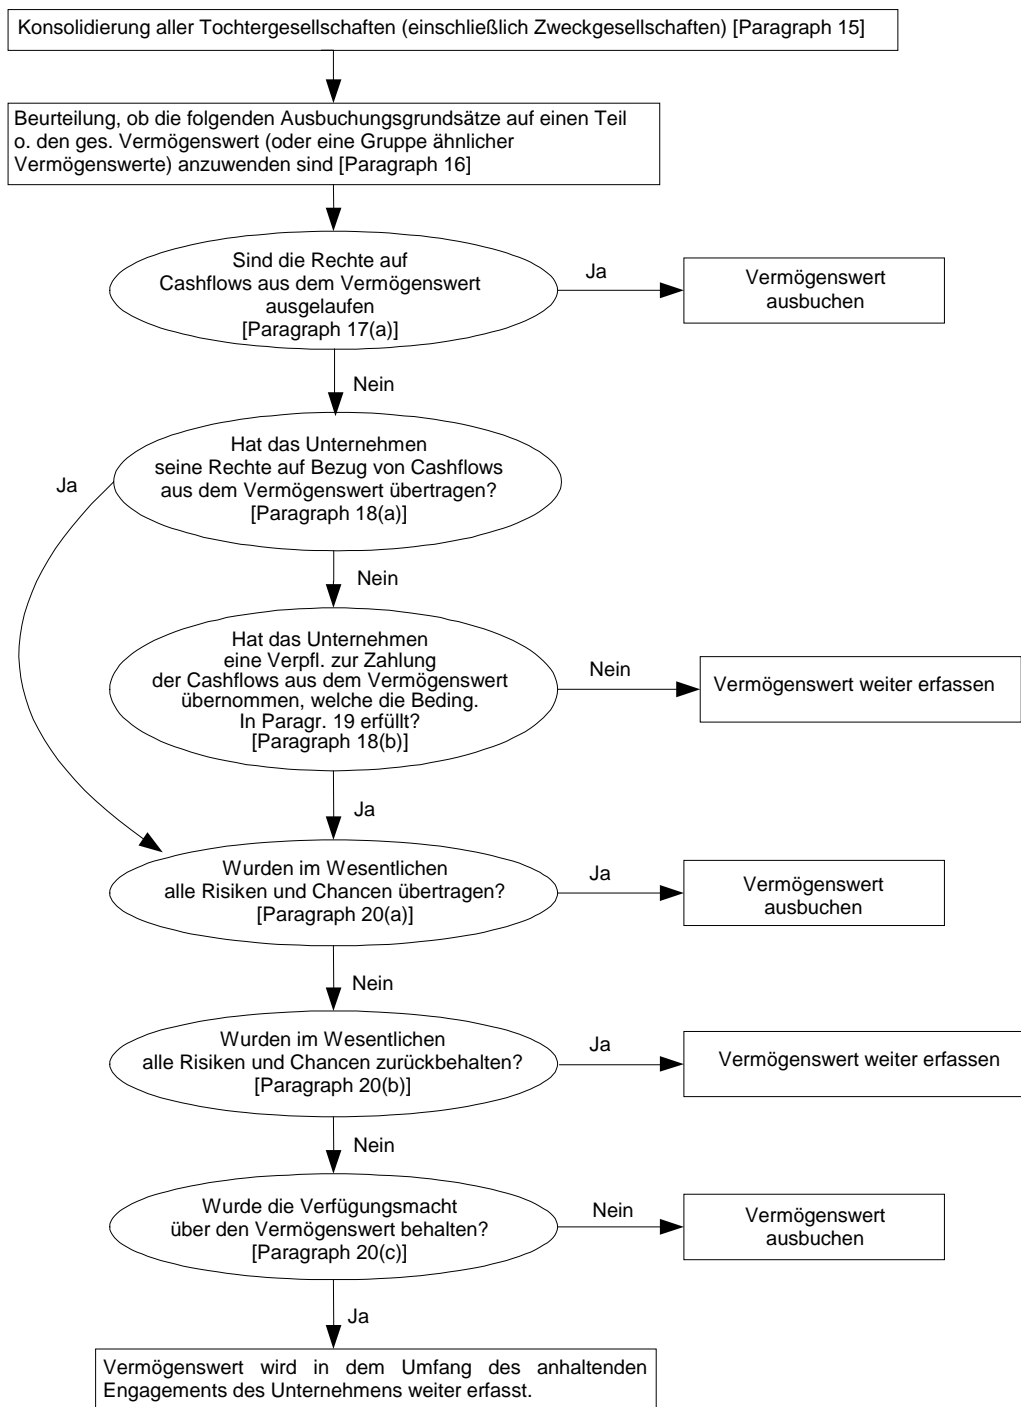 Konsolidierung aller Tochtergesellschaften (einschließlich Zweckgesellschaften) [Paragraph 15]
Beurteilung, ob die folgenden Ausbuchungsgrundsätze auf einen Teil
o. den ges. Vermögenswert (oder eine Gruppe ähnlicher
Vermögenswerte) anzuwenden sind [Paragraph 16]
Sind die Rechte auf
Cashflows aus dem Vermögenswert
ausgelaufen
[Paragraph 17(a)]
Ja
Vermögenswert
ausbuchen
Nein
Hat das Unternehmen
seine Rechte auf Bezug von Cashflows
aus dem Vermögenswert übertragen?
[Paragraph 18(a)]
Ja
Nein
Hat das Unternehmen
eine Verpfl. zur Zahlung
der Cashflows aus dem Vermögenswert
übernommen, welche die Beding.
In Paragr. 19 erfüllt?
[Paragraph 18(b)]
Nein
Vermögenswert weiter erfassen
Ja
Wurden im Wesentlichen
alle Risiken und Chancen übertragen?
[Paragraph 20(a)]
Ja
Vermögenswert
ausbuchen
Nein
Wurden im Wesentlichen
alle Risiken und Chancen zurückbehalten?
[Paragraph 20(b)]
Ja
Vermögenswert weiter erfassen
Nein
Wurde die Verfügungsmacht
über den Vermögenswert behalten?
[Paragraph 20(c)]
Nein
Vermögenswert
ausbuchen
Ja
Vermögenswert wird in dem Umfang des anhaltenden
Engagements des Unternehmens weiter erfasst.